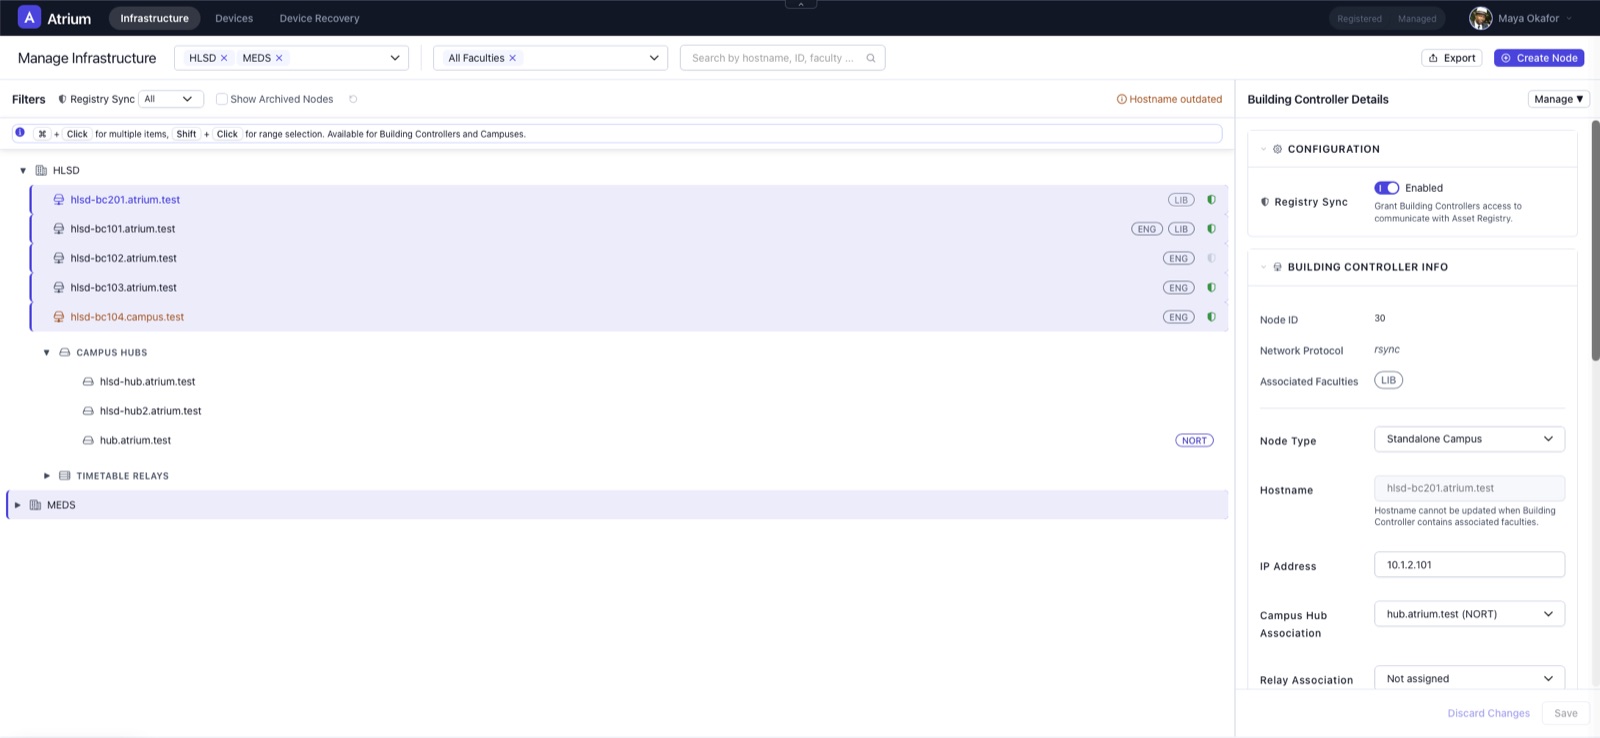 A Atrium Infrastructure Devices Device Recovery Registered Managed Maya Okafor
Manage Infrastructure HLSD × MEDS × All Faculties × Search by hostname, ID, faculty ... Export Create Node
Filters Registry Sync All Show Archived Nodes Hostname outdated
⌘ + Click for multiple items, Shift + Click for range selection. Available for Building Controllers and Campuses.
HLSD
hlsd-bc201.atrium.test LIB
hlsd-bc101.atrium.test ENG LIB
hlsd-bc102.atrium.test ENG
hlsd-bc103.atrium.test ENG
hlsd-bc104.campus.test ENG
CAMPUS HUBS
hlsd-hub.atrium.test
hlsd-hub2.atrium.test
hub.atrium.test NORT
TIMETABLE RELAYS
MEDS
Building Controller Details Manage ▼
CONFIGURATION
Registry Sync Enabled
Grant Building Controllers access to
communicate with Asset Registry.
BUILDING CONTROLLER INFO
Node ID 30
Network Protocol rsync
Associated Faculties LIB
Node Type Standalone Campus
Hostname hlsd-bc201.atrium.test
Hostname cannot be updated when Building
Controller contains associated faculties.
IP Address 10.1.2.101
Campus Hub
Association hub.atrium.test (NORT)
Relay Association Not assigned
Discard Changes Save